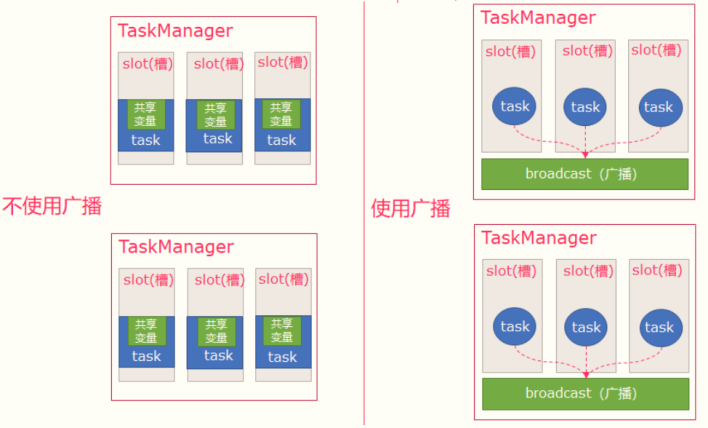 TaskManager
slot(槽) slot(槽) slot(槽)
共享 共享 共享
变量 变量 变量
task task task
不使用广播
TaskManager
slot(槽) slot(槽) slot(槽)
共享 共享 共享
变量 变量 变量
task task task
TaskManager
slot(槽) slot(槽) slot(槽)
task task task
broadcast（广播）
使用广播
TaskManager
slot(槽) slot(槽) slot(槽)
task task task
broadcast（广播）